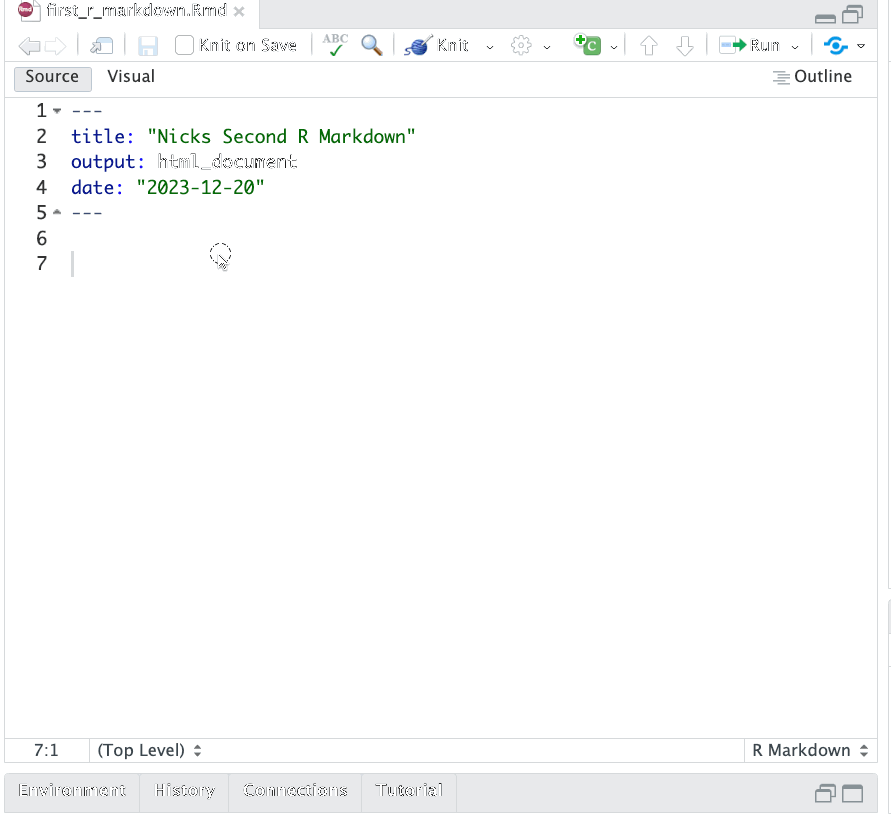 Rmd first_r_markdown.Rmd
Knit on Save ABC Knit C Run
Source Visual Outline
1 ---
2 title: "Nicks Second R Markdown"
3 output: html_document
4 date: "2023-12-20"
5 ---
6
7
7:1 (Top Level) R Markdown
Environment History Connections Tutorial